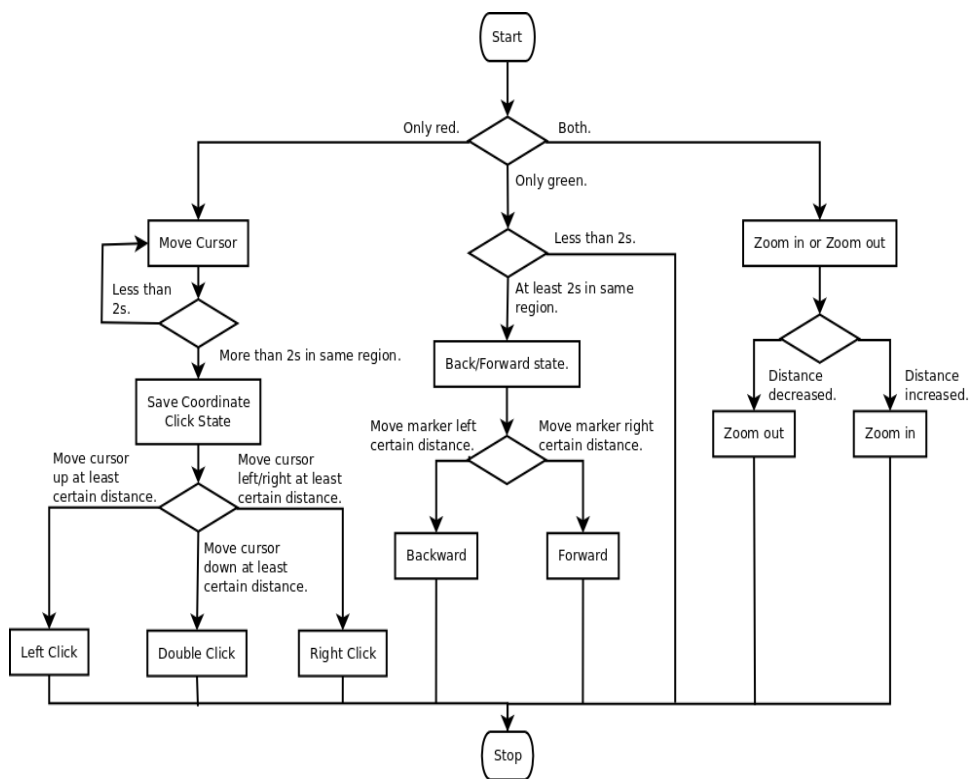 Start
Only red.
Both.
Only green.
Move Cursor
Less than 2s.
Zoom in or Zoom out
Less than
2s.
At least 2s in same
region.
More than 2s in same region.
Back/Forward state.
Distance
decreased.
Distance
increased.
Save Coordinate
Click State
Move marker left
certain distance.
Move marker right
certain distance.
Zoom out
Zoom in
Move cursor
up at least
certain distance.
Move cursor
left/right at least
certain distance.
Move cursor
down at least
certain distance.
Backward
Forward
Left Click
Double Click
Right Click
Stop